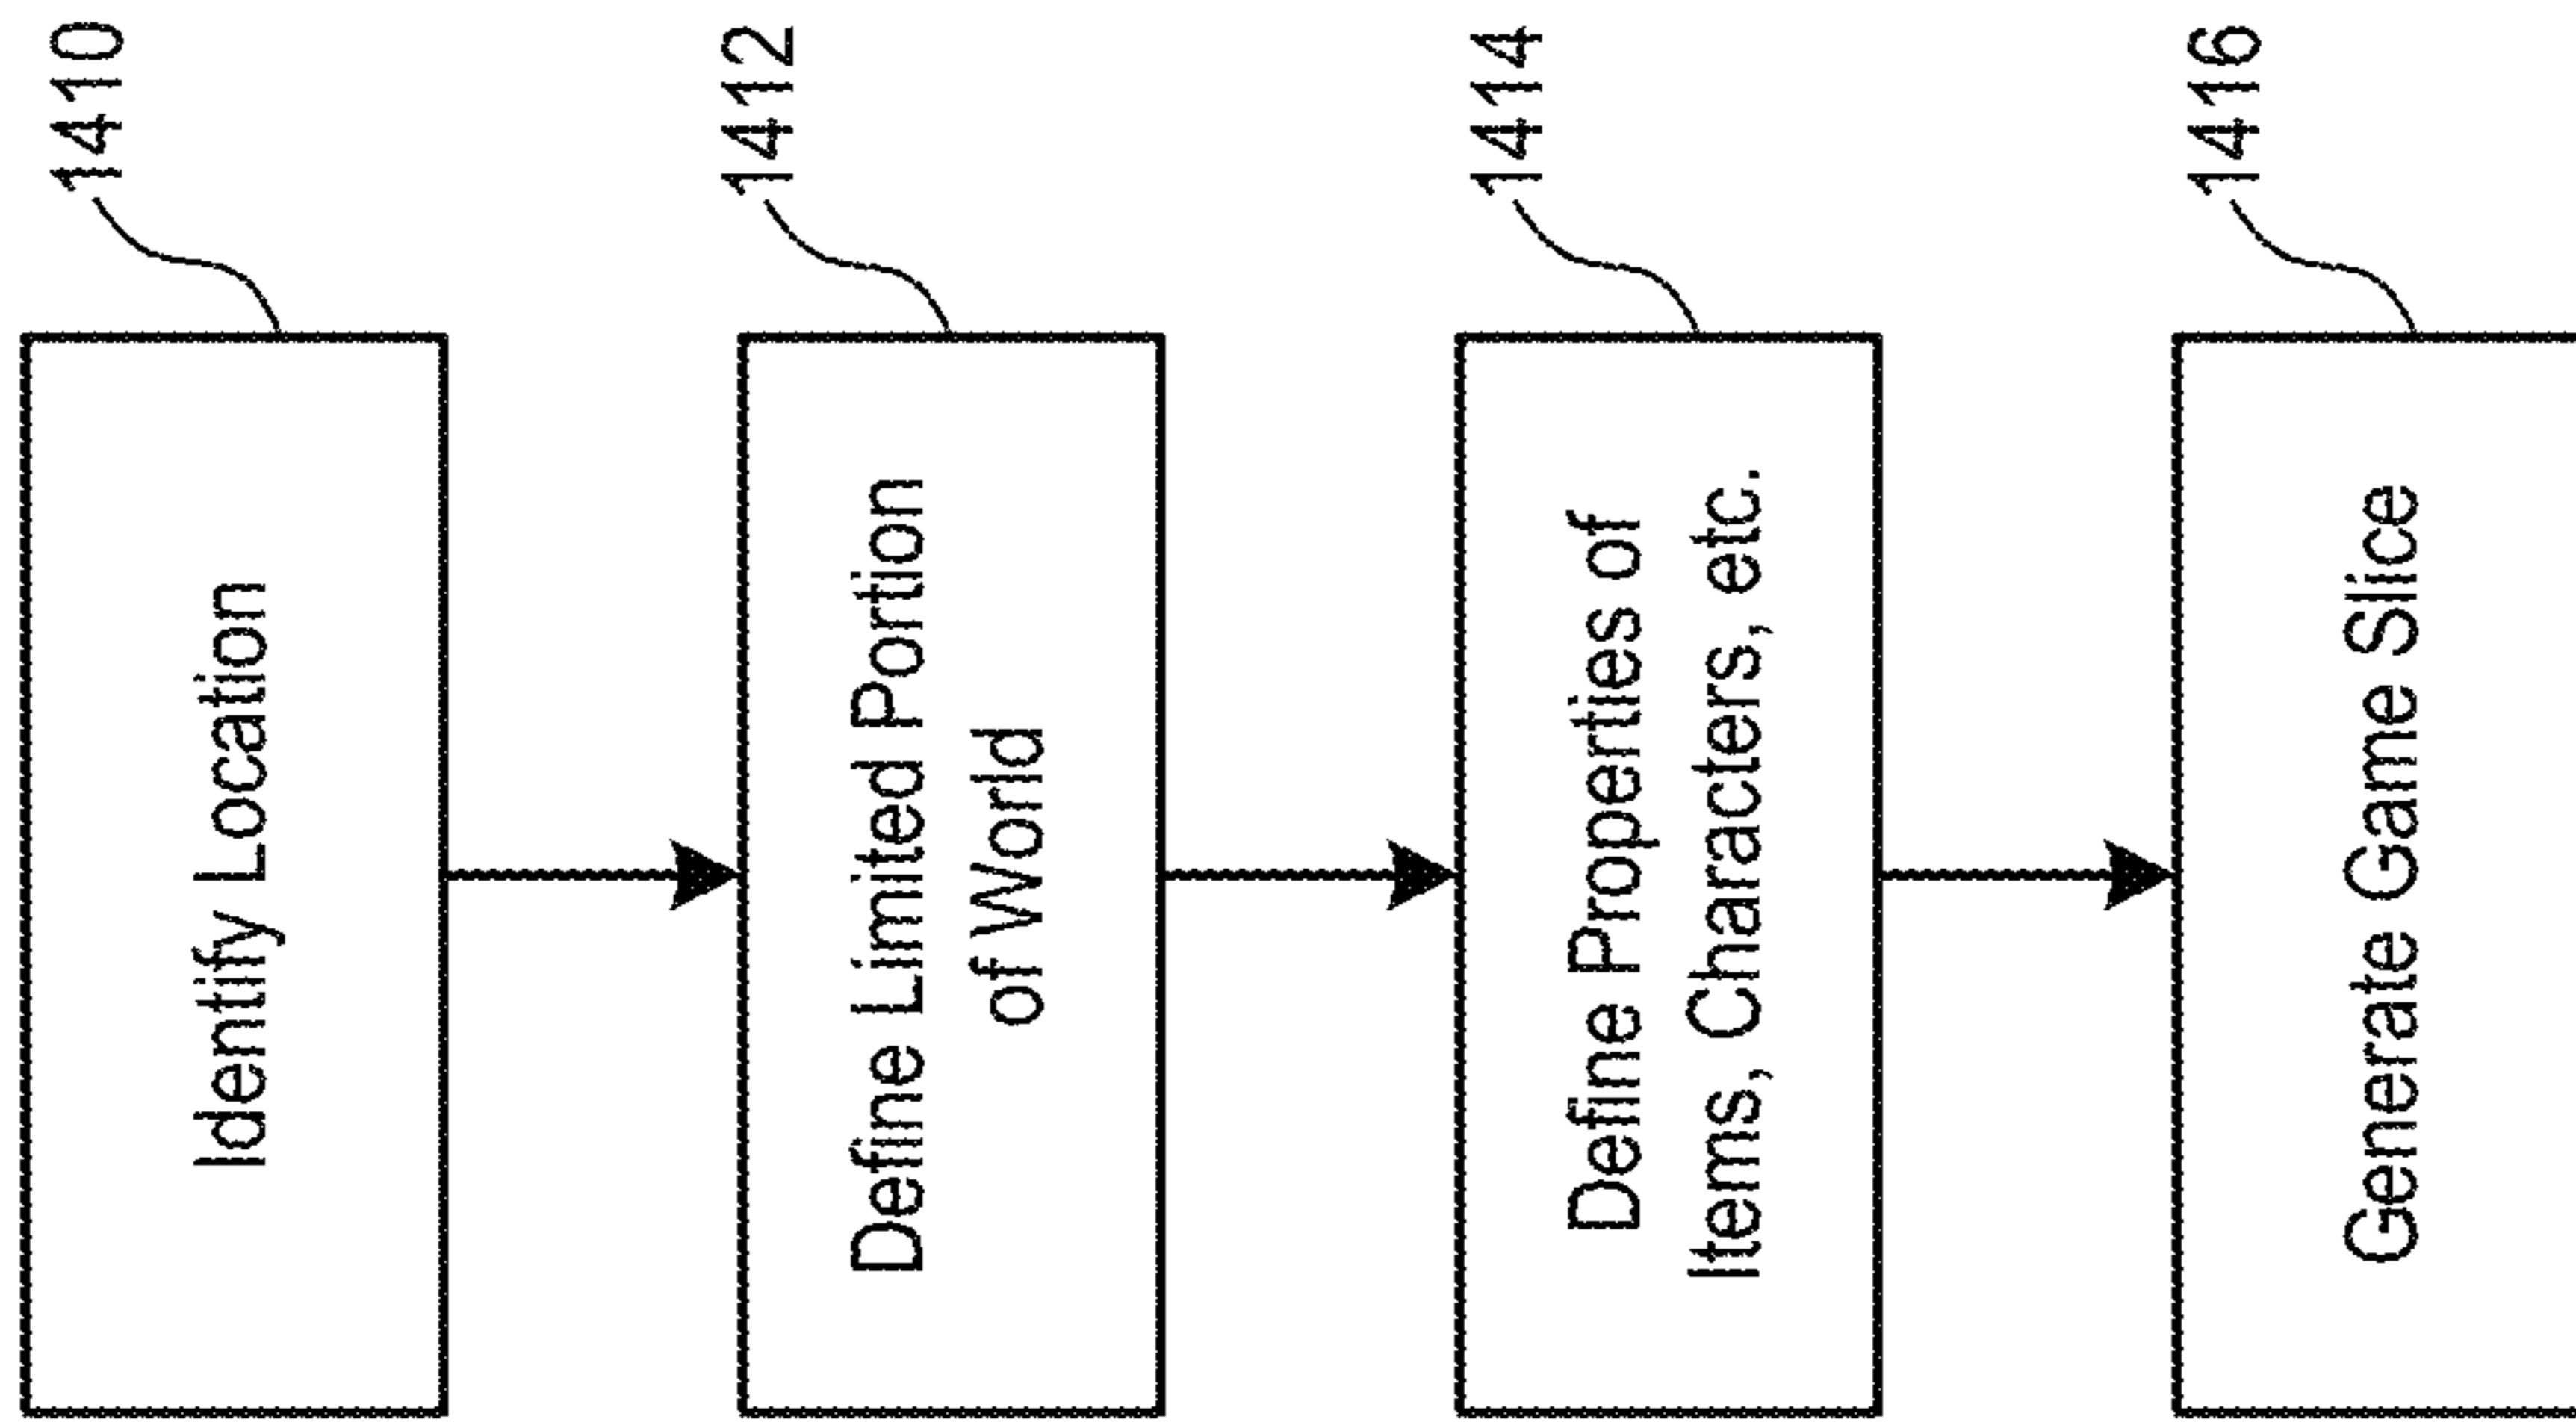 1410
Identify Location
1412
Define Limited Portion
of World
1414
Define Properties of
Items, Characters, etc.
1416
Generate Game Slice